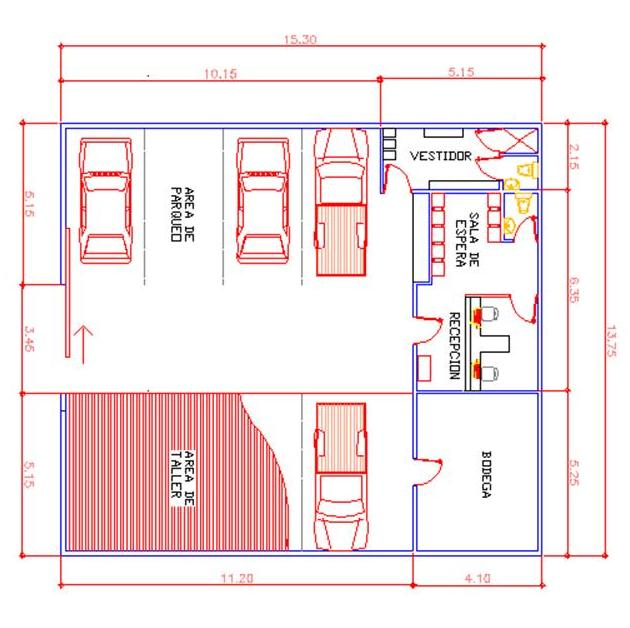 15.30
10.15
5.15
VESTIDOR
2.15
5.15
AREA DE
PARQUEO
SALA DE
ESPERA
6.35
3.45
RECEPCION
13.75
5.15
AREA DE
TALLER
BODEGA
5.25
11.20
4.10